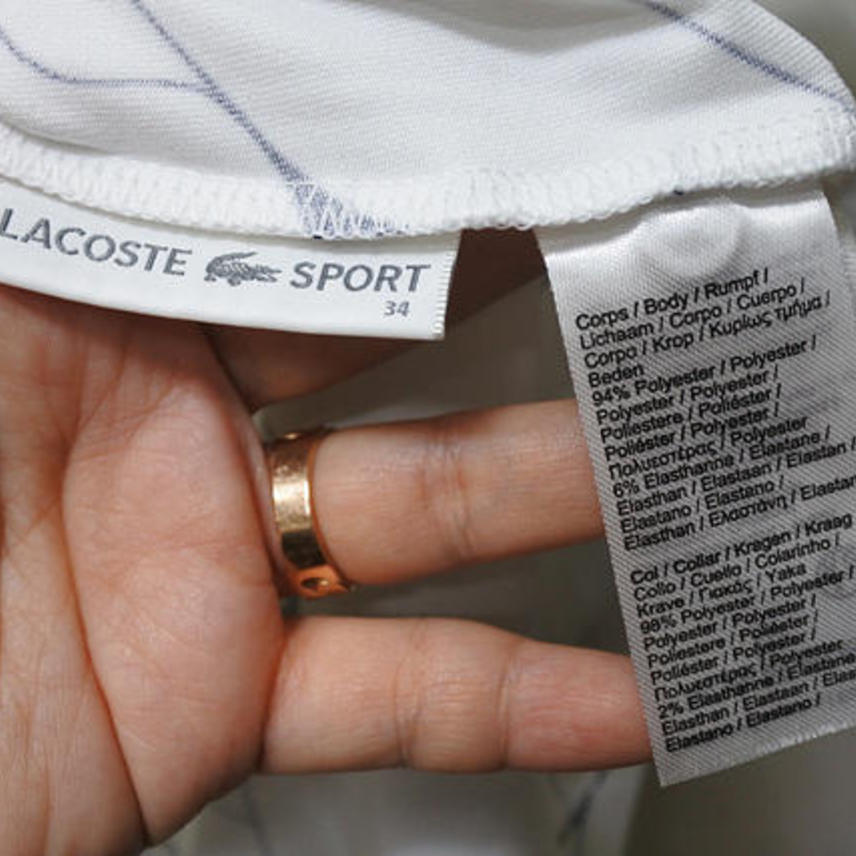 LACOSTE SPORT
34
Corps / Body / Rumpf /
Lichaam / Corpo / Cuerpo /
Corpo / Krop / Κυρίως τμήμα /
Beden
94% Polyester / Polyester /
Polyester / Polyester /
Poliestere / Poliéster /
Poliéster / Polyester /
Πολυεστέρας / Polyester
6% Elasthanne / Elastane /
Elasthan / Elastaan / Elastan /
Elastano / Elastano /
Elasthan / Ελαστάνη / Elastan
Col / Collar / Kragen / Kraag
Collo / Cuello / Colarinho /
Krave / Γιακάς / Yaka
98% Polyester / Polyester /
Polyester / Polyester /
Poliestere / Poliéster /
Poliéster / Polyester /
Πολυεστέρας / Polyester
2% Elasthanne / Elastane
Elasthan / Elastaan / Elas
Elastano / Elastano /